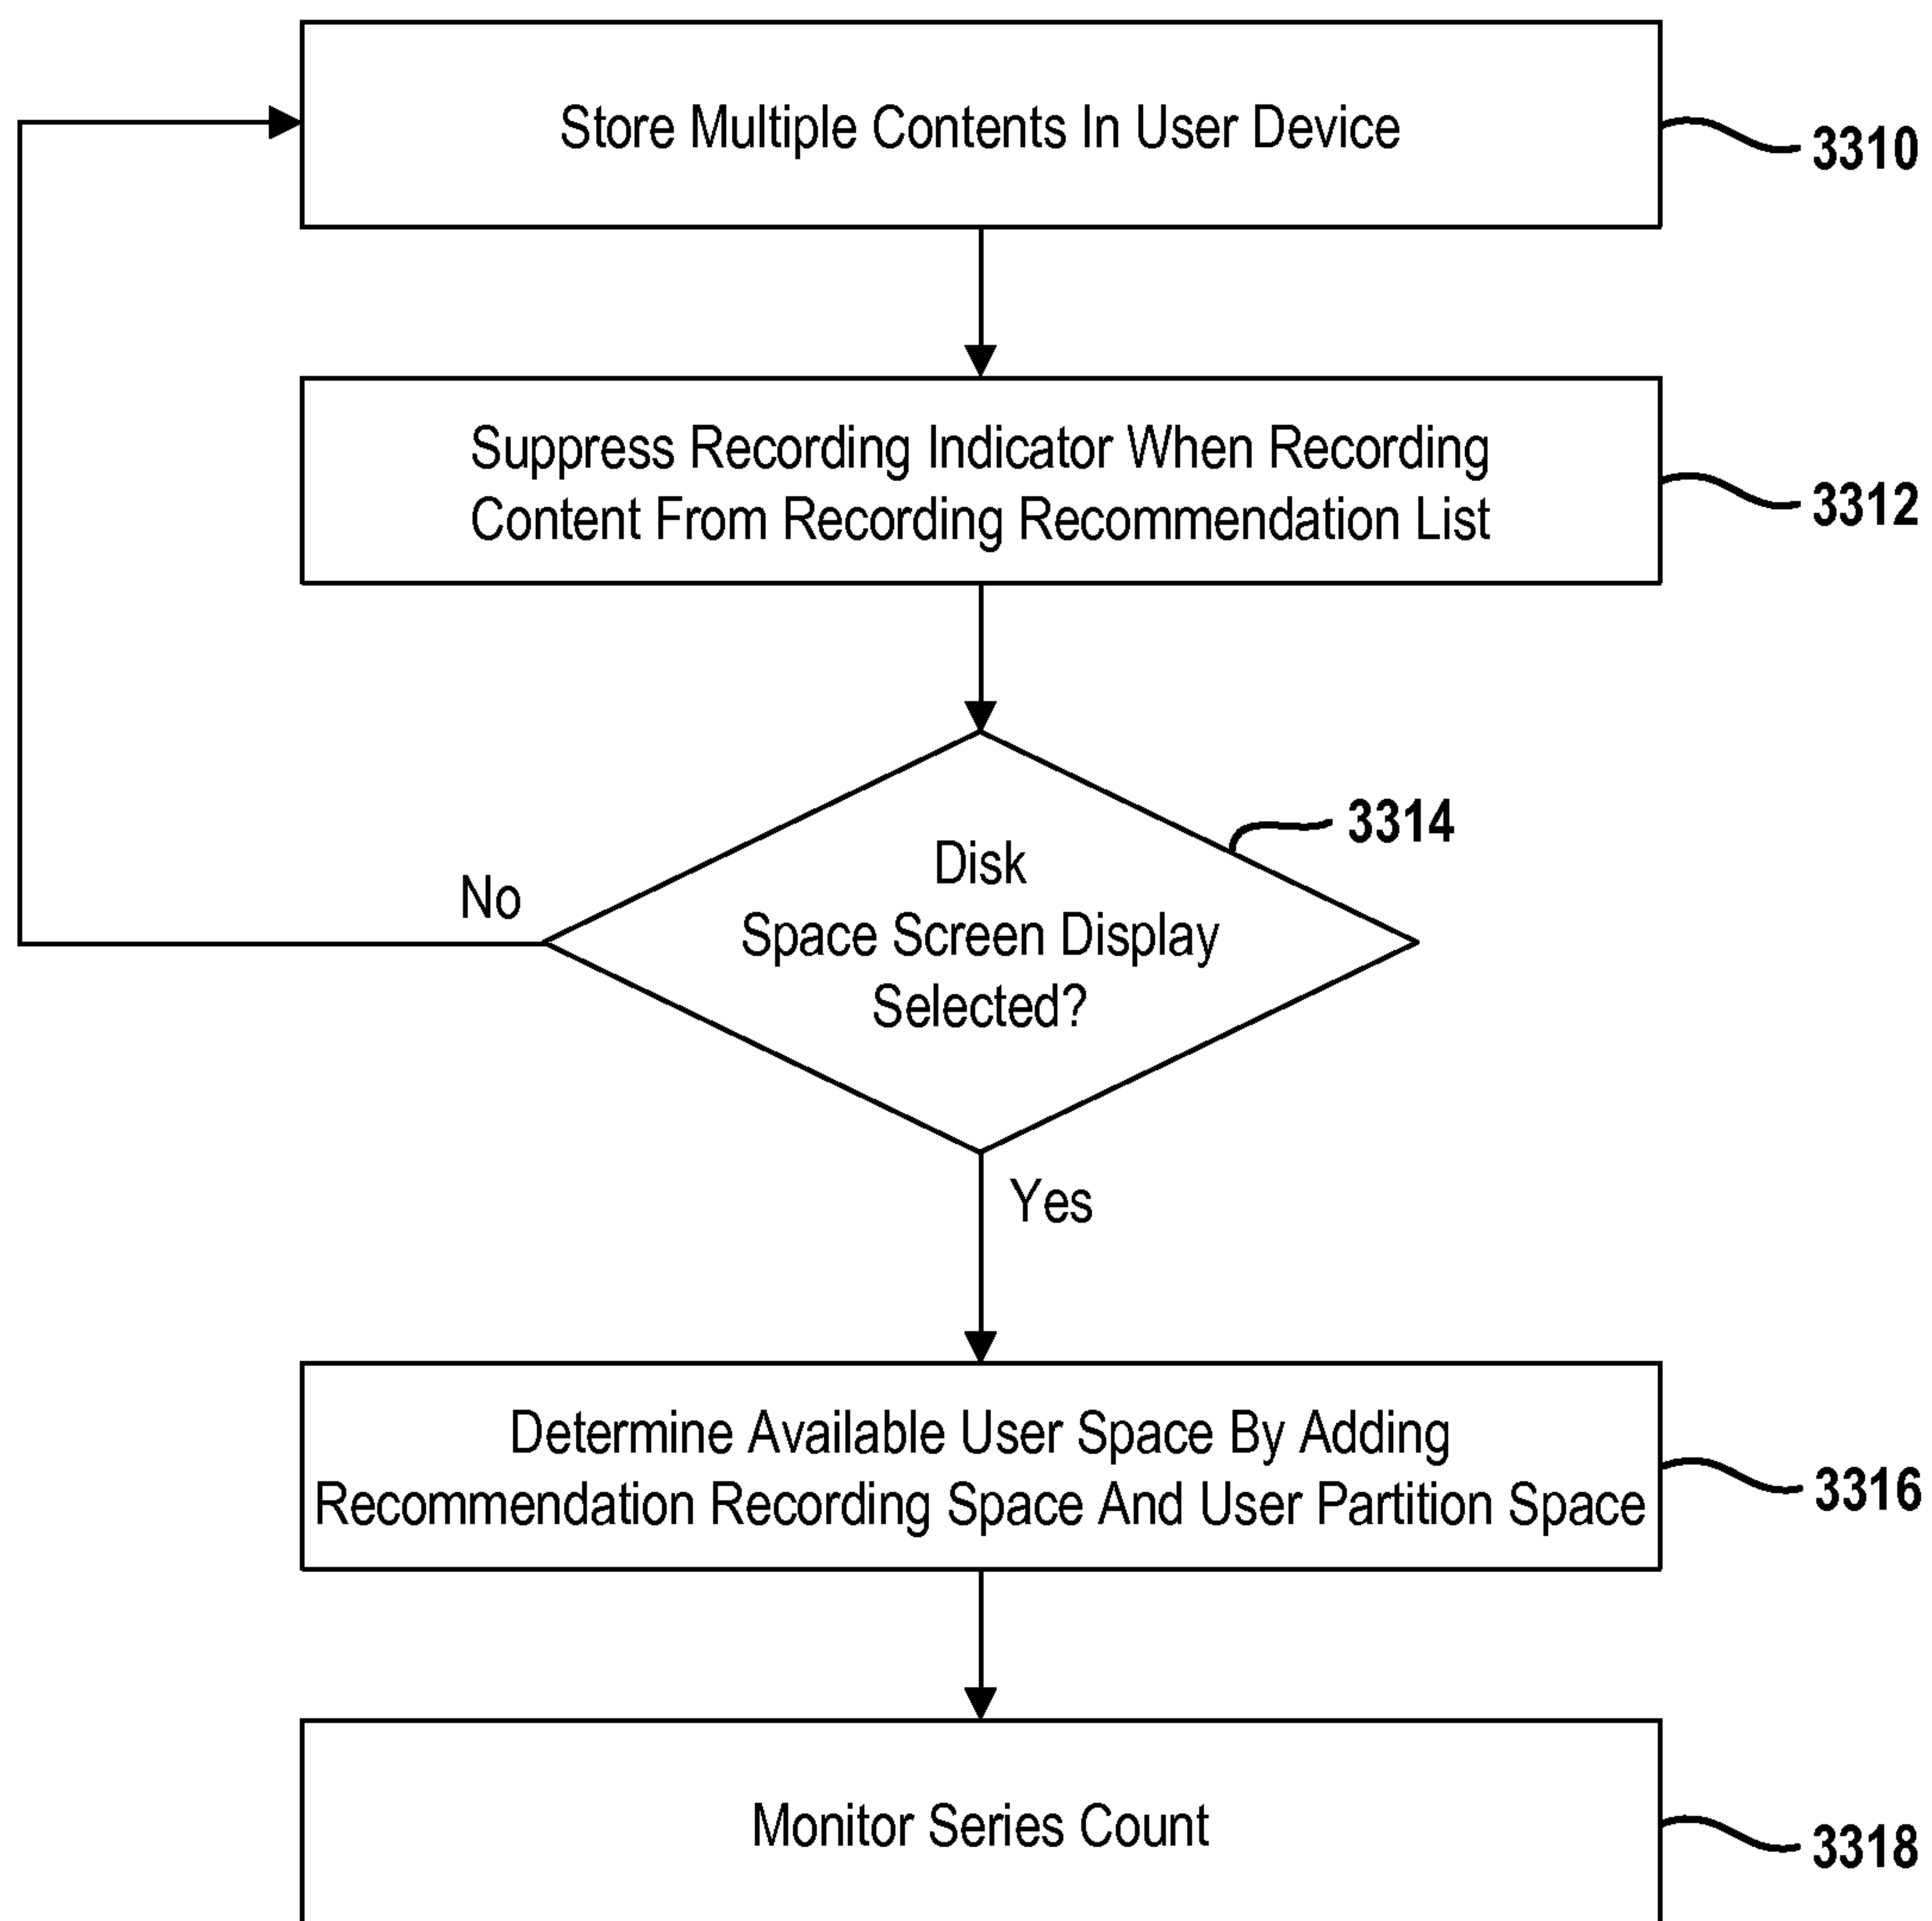 Store Multiple Contents In User Device
3310
Suppress Recording Indicator When Recording
Content From Recording Recommendation List
3312
3314
Disk
Space Screen Display
Selected?
No
Yes
Determine Available User Space By Adding
Recommendation Recording Space And User Partition Space
3316
Monitor Series Count
3318